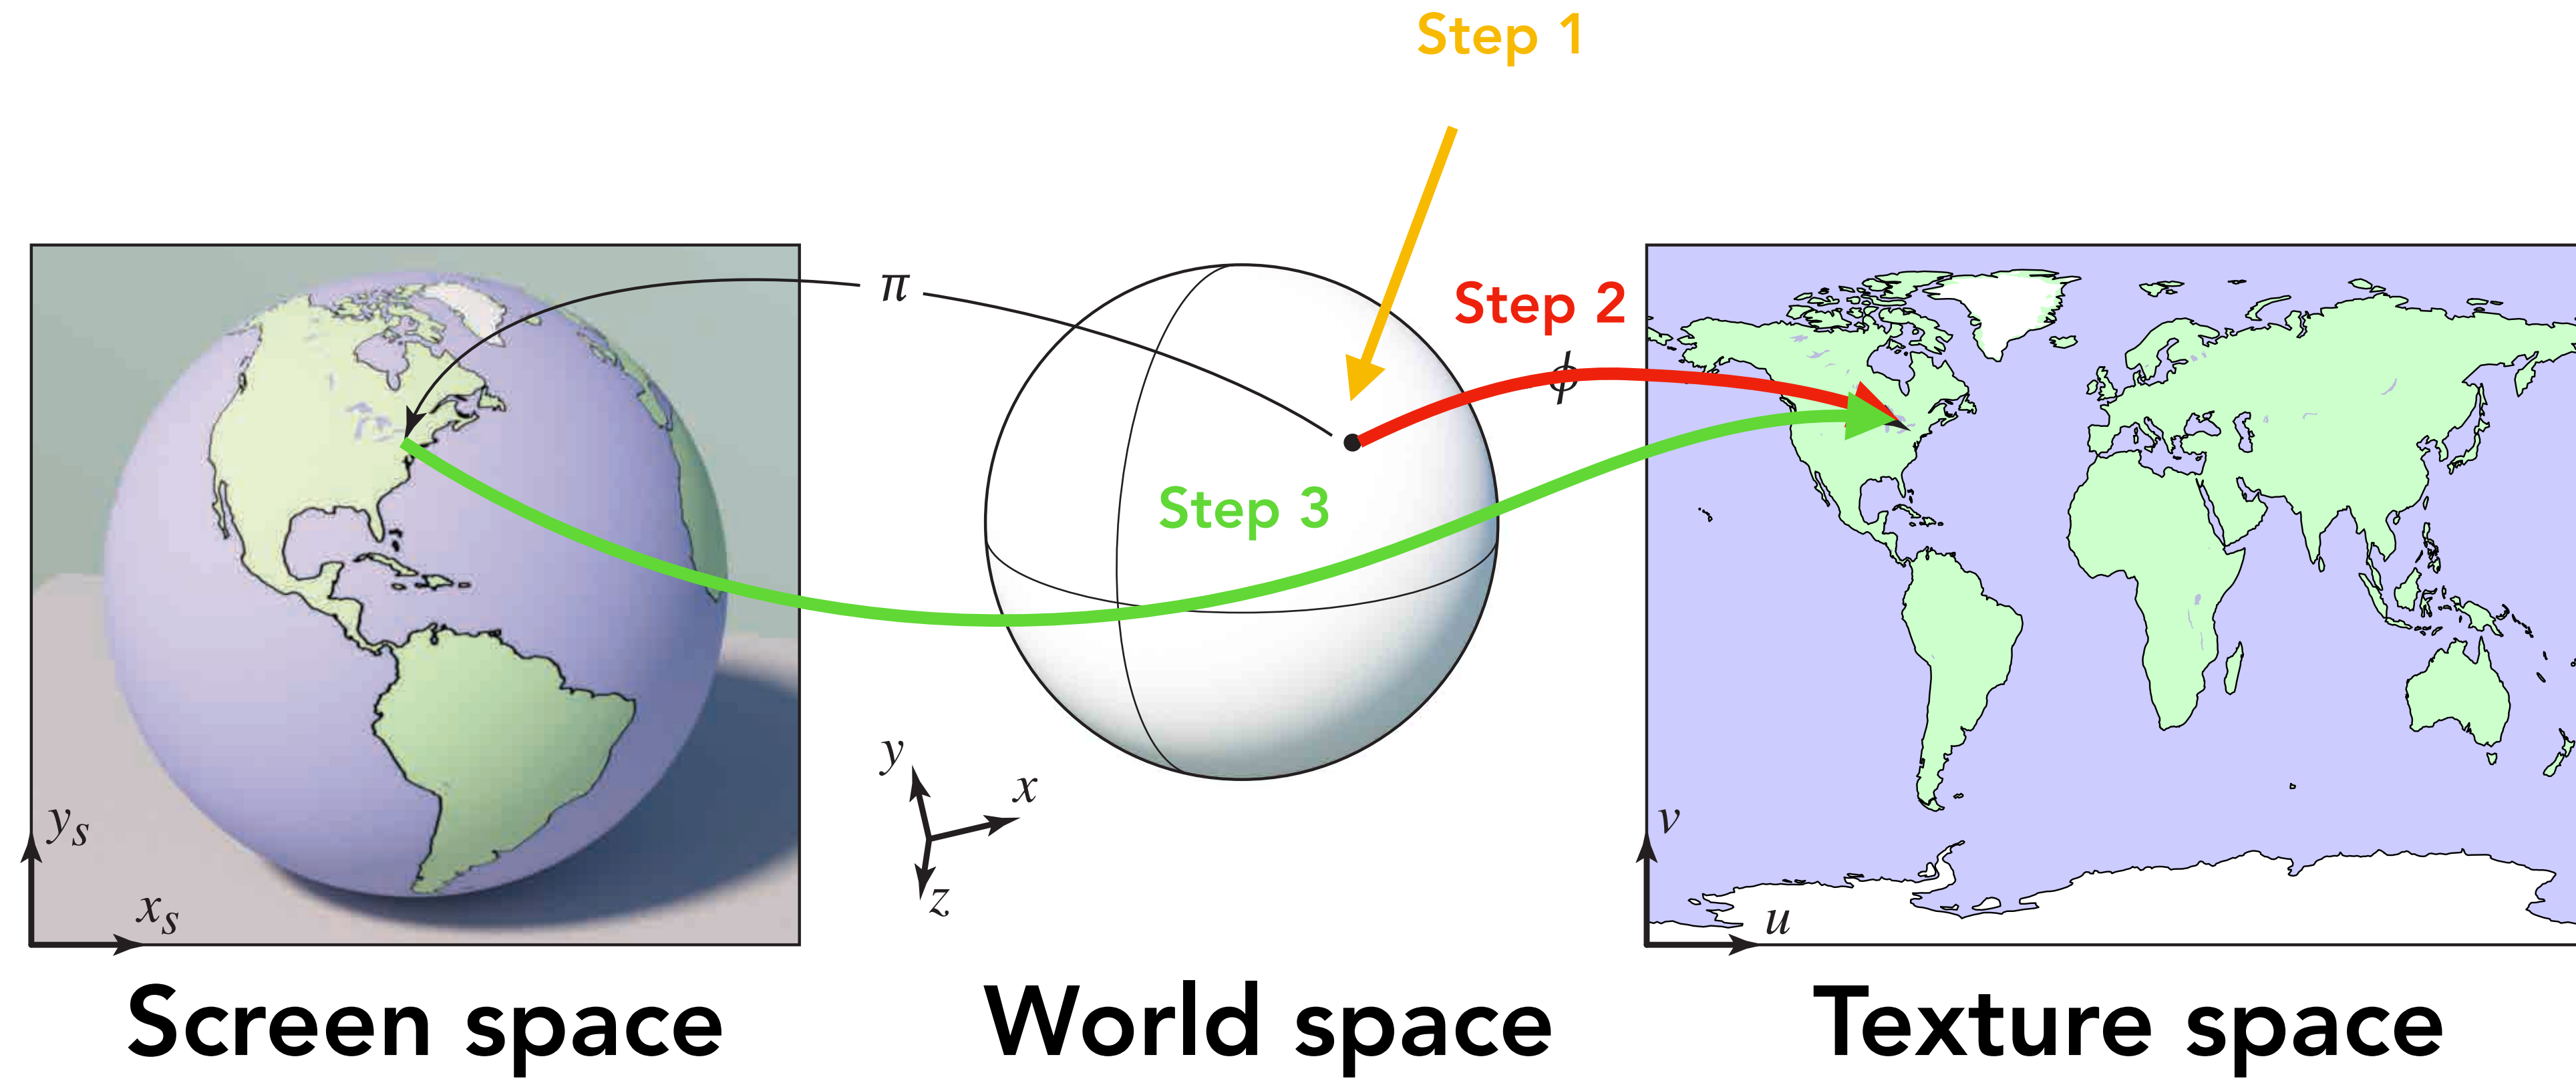 Step 1
π
Step 2
ϕ
Step 3
y
x
z
yS
xS
v
u
Screen space
World space
Texture space